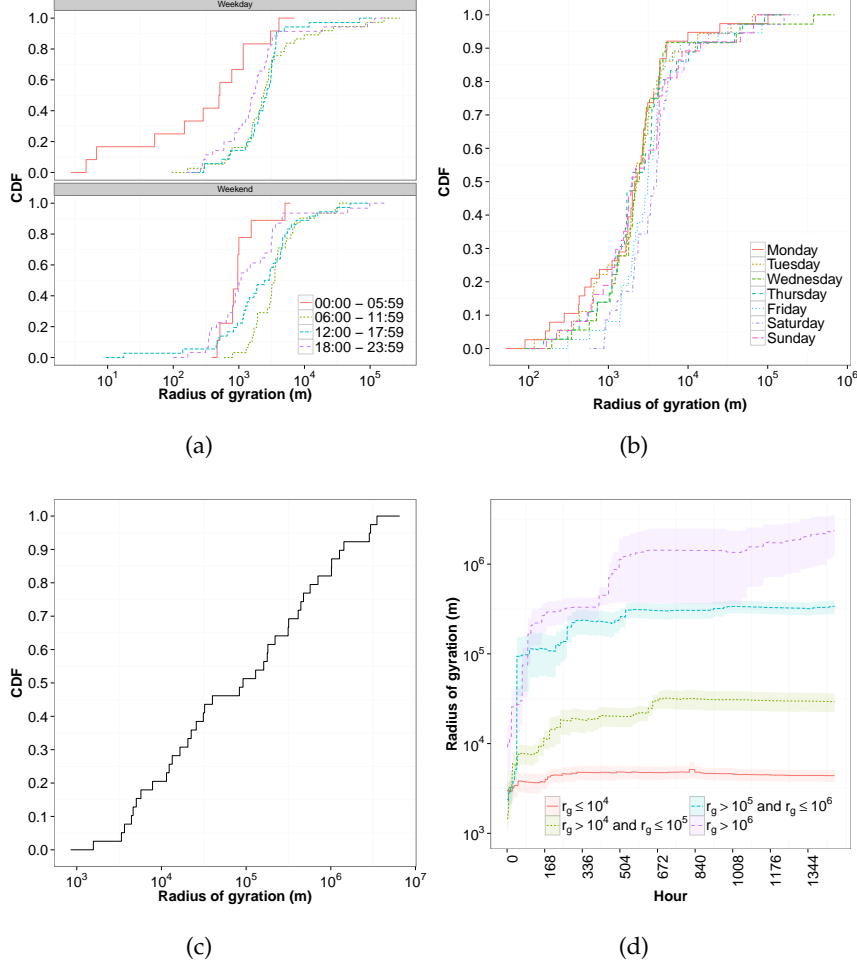 Weekday
1.0
0.8
0.6
0.4
0.2
0.0
Weekend
1.0
0.8
0.6
0.4
0.2
0.0
CDF
00:00 − 05:59
06:00 − 11:59
12:00 − 17:59
18:00 − 23:59
10^1 10^2 10^3 10^4 10^5
Radius of gyration (m)
(a)
1.0
0.9
0.8
0.7
0.6
0.5
0.4
0.3
0.2
0.1
0.0
CDF
Monday
Tuesday
Wednesday
Thursday
Friday
Saturday
Sunday
10^2 10^3 10^4 10^5 10^6
Radius of gyration (m)
(b)
1.0
0.9
0.8
0.7
0.6
0.5
0.4
0.3
0.2
0.1
0.0
CDF
10^3 10^4 10^5 10^6 10^7
Radius of gyration (m)
(c)
10^6
10^5
10^4
10^3
Radius of gyration (m)
r_g ≤ 10^4
r_g > 10^4 and r_g ≤ 10^5
r_g > 10^5 and r_g ≤ 10^6
r_g > 10^6
0 168 336 504 672 840 1008 1176 1344
Hour
(d)